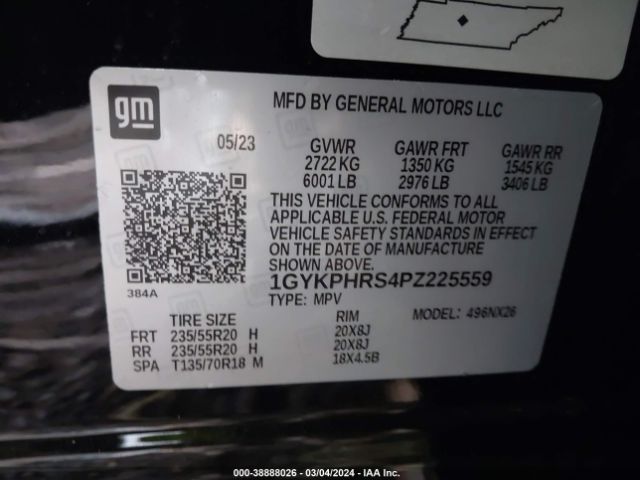 gm
MFD BY GENERAL MOTORS LLC
05/23
GVWR GAWR FRT GAWR RR
2722 KG 1350 KG 1545 KG
6001 LB 2976 LB 3406 LB
THIS VEHICLE CONFORMS TO ALL
APPLICABLE U.S. FEDERAL MOTOR
VEHICLE SAFETY STANDARDS IN EFFECT
ON THE DATE OF MANUFACTURE
SHOWN ABOVE.
384A
1GYKPHRS4PZ225559
TYPE: MPV MODEL: 496NX26
TIRE SIZE RIM
FRT 235/55R20 H 20X8J
RR 235/55R20 H 20X8J
SPA T135/70R18 M 18X4.5B
000-38888026 — 03/04/2024 — IAA Inc.